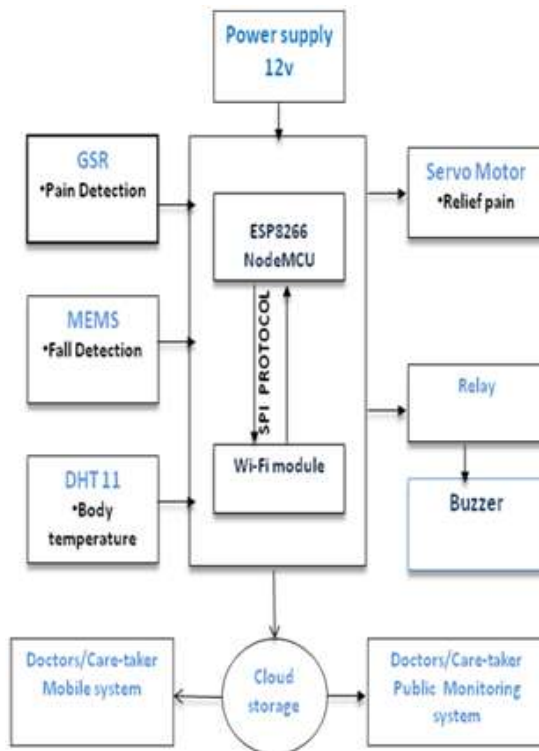 Power supply
12v
GSR
•Pain Detection
ESP8266
NodeMCU
Servo Motor
•Relief pain
MEMS
•Fall Detection
SPI PROTOCOL
Relay
Wi-Fi module
DHT 11
•Body
temperature
Buzzer
Doctors/Care-taker
Mobile system
Cloud
storage
Doctors/Care-taker
Public Monitoring
system